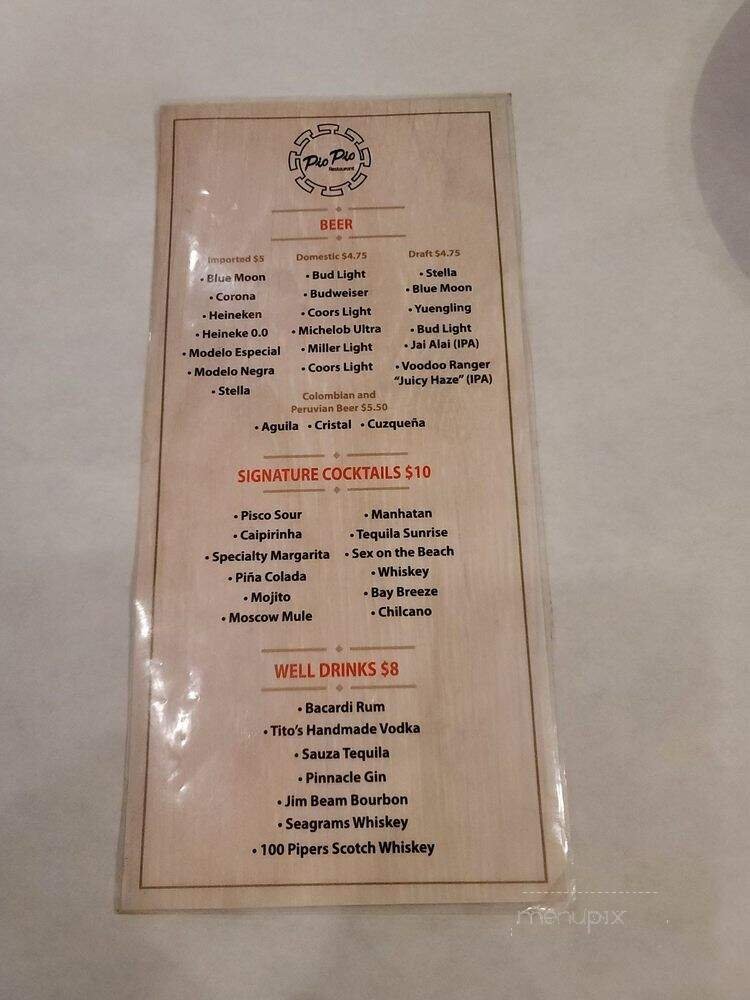 Pio Pio
Restaurant
BEER
Imported $5
• Blue Moon
• Corona
• Heineken
• Heineke 0.0
• Modelo Especial
• Modelo Negra
• Stella
Domestic $4.75
• Bud Light
• Budweiser
• Coors Light
• Michelob Ultra
• Miller Light
• Coors Light
Draft $4.75
• Stella
• Blue Moon
• Yuengling
• Bud Light
• Jai Alai (IPA)
• Voodoo Ranger
"Juicy Haze" (IPA)
Colombian and
Peruvian Beer $5.50
• Aguila • Cristal • Cuzqueña
SIGNATURE COCKTAILS $10
• Pisco Sour
• Caipirinha
• Specialty Margarita
• Piña Colada
• Mojito
• Moscow Mule
• Manhatan
• Tequila Sunrise
• Sex on the Beach
• Whiskey
• Bay Breeze
• Chilcano
WELL DRINKS $8
• Bacardi Rum
• Tito's Handmade Vodka
• Sauza Tequila
• Pinnacle Gin
• Jim Beam Bourbon
• Seagrams Whiskey
• 100 Pipers Scotch Whiskey
menupix